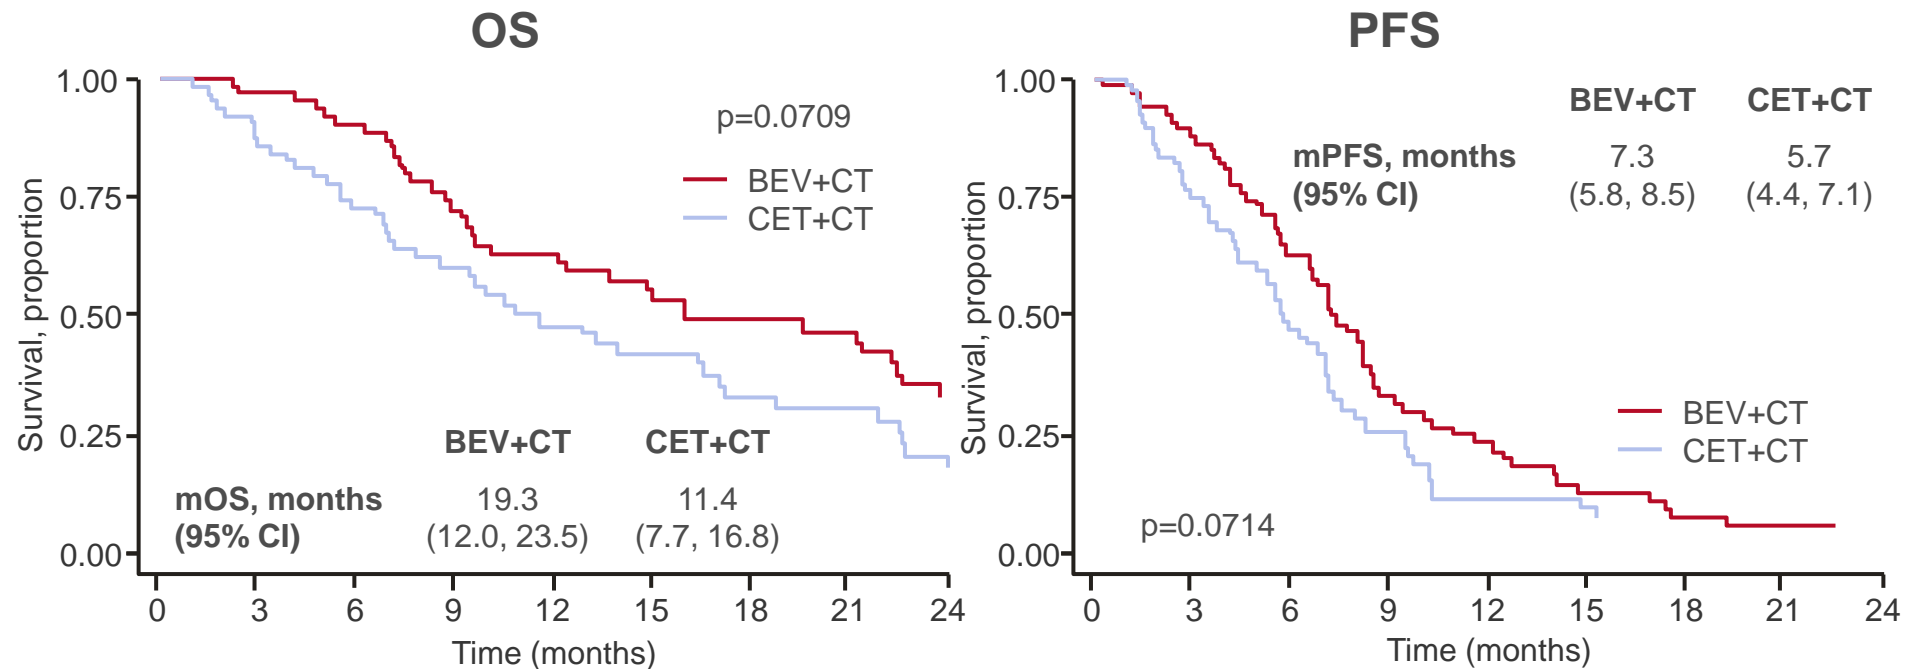 OS
1.00
0.75
0.50
0.25
0.00
Survival, proportion
p=0.0709
BEV+CT
CET+CT
BEV+CT CET+CT
mOS, months 19.3 11.4
(95% CI) (12.0, 23.5) (7.7, 16.8)
0 3 6 9 12 15 18 21 24
Time (months)
PFS
1.00
0.75
0.50
0.25
0.00
Survival, proportion
BEV+CT CET+CT
mPFS, months 7.3 5.7
(95% CI) (5.8, 8.5) (4.4, 7.1)
BEV+CT
CET+CT
p=0.0714
0 3 6 9 12 15 18 21 24
Time (months)